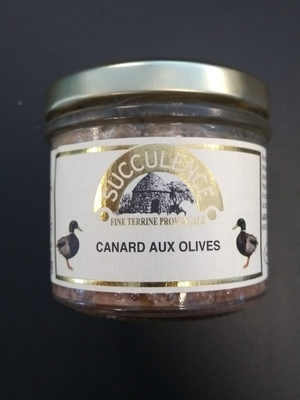 SUCCULENCE
FINE TERRINE PROVENÇALE
CANARD AUX OLIVES